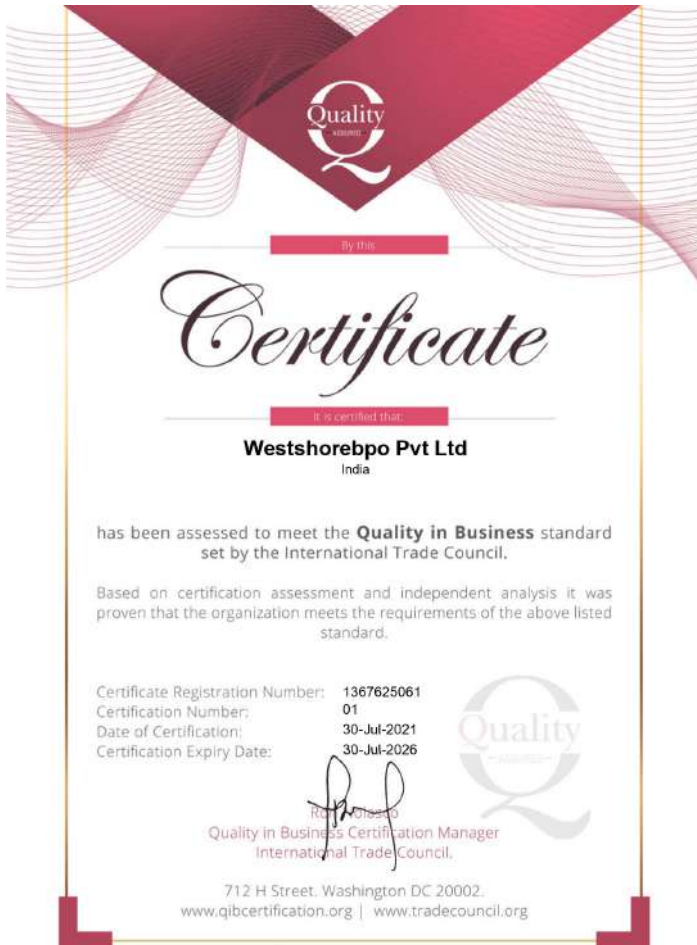 Quality
ASSURED
By this
Certificate
It is certified that:
Westshorebpo Pvt Ltd
India
has been assessed to meet the Quality in Business standard
set by the International Trade Council.
Based on certification assessment and independent analysis it was
proven that the organization meets the requirements of the above listed
standard.
Certificate Registration Number: 1367625061
Certification Number: 01
Date of Certification: 30-Jul-2021
Certification Expiry Date: 30-Jul-2026
Quality
ASSURED
Quality in Business Certification Manager
International Trade Council.
712 H Street. Washington DC 20002.
www.qibcertification.org | www.tradecouncil.org